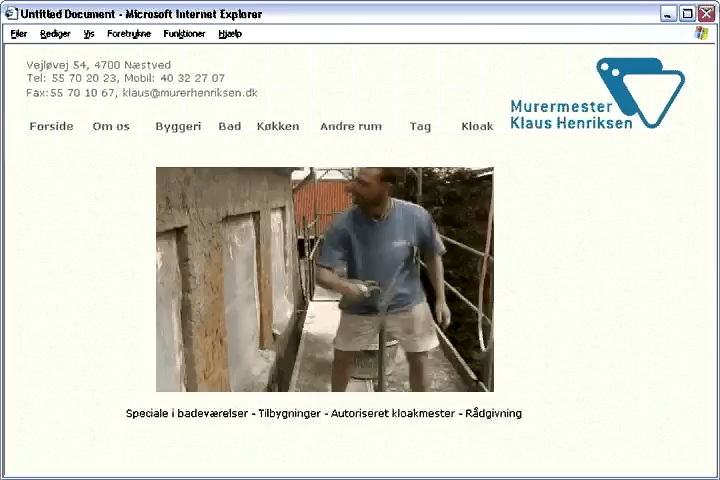 Untitled Document - Microsoft Internet Explorer
Filer Rediger Vis Foretrukne Funktioner Hjælp
Vejløvej 54, 4700 Næstved
Tel: 55 70 20 23, Mobil: 40 32 27 07
Fax:55 70 10 67, klaus@murerhenriksen.dk
Murermester
Klaus Henriksen
Forside Om os Byggeri Bad Køkken Andre rum Tag Kloak
Speciale i badeværelser - Tilbygninger - Autoriseret kloakmester - Rådgivning